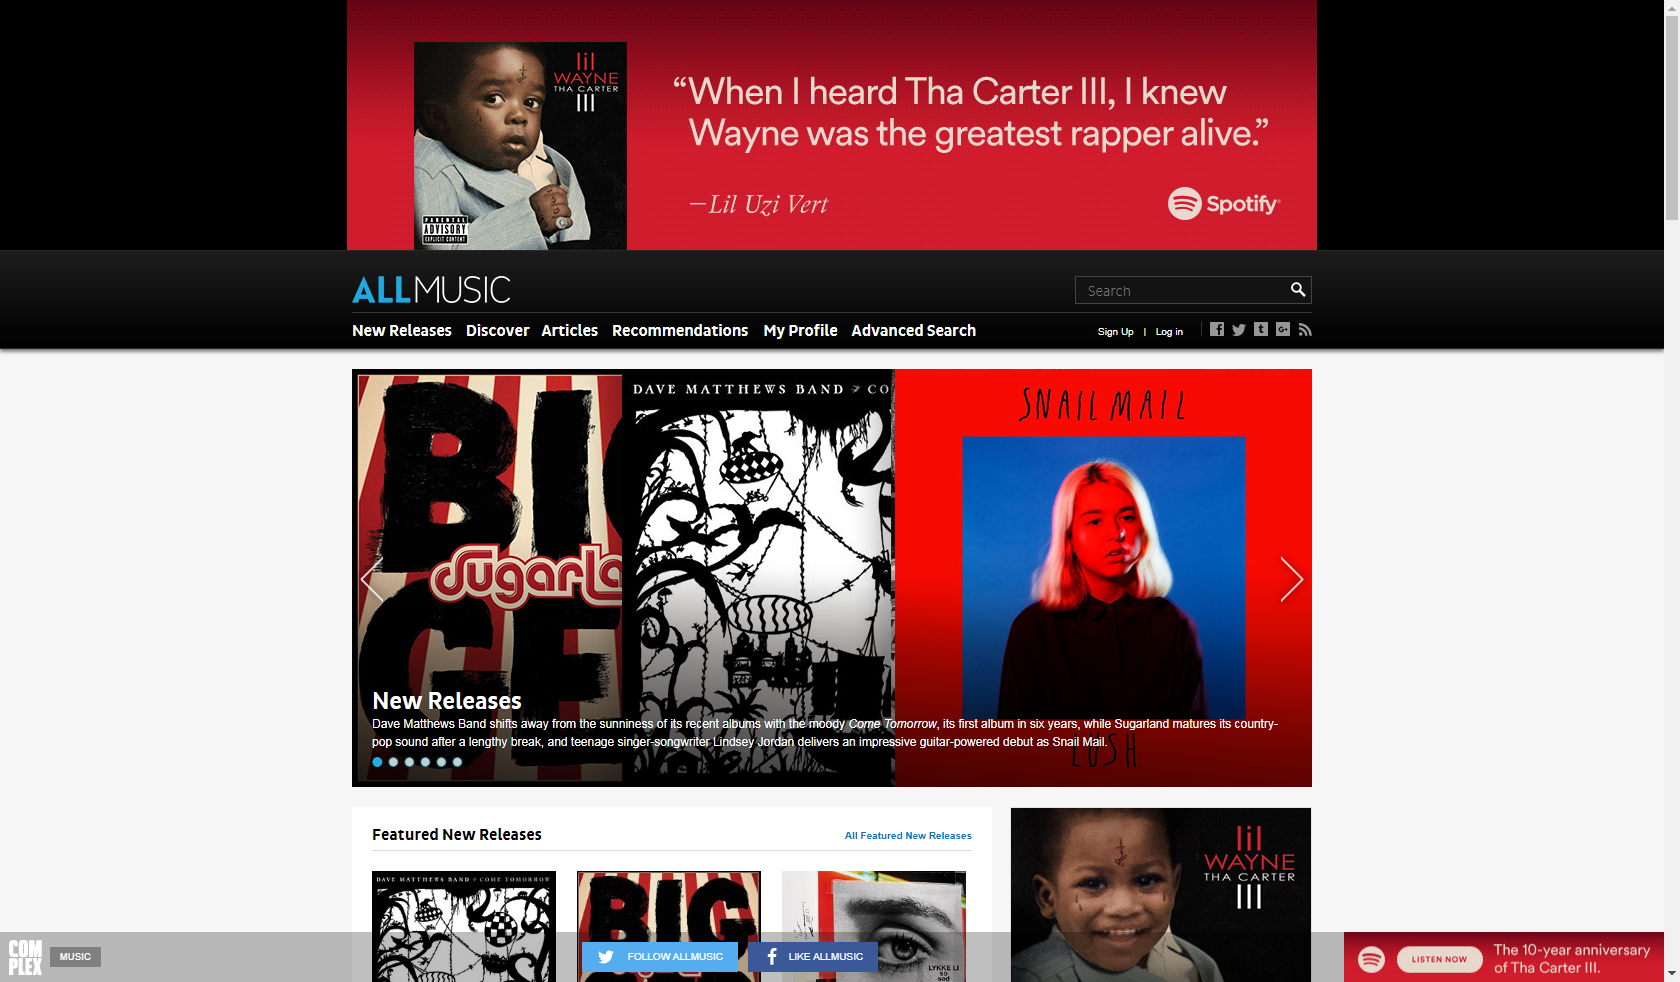 lil
WAYNE
THA CARTER
III
PARENTAL
ADVISORY
EXPLICIT CONTENT
“When I heard Tha Carter III, I knew
Wayne was the greatest rapper alive.”
—Lil Uzi Vert
Spotify
ALLMUSIC
Search
New Releases Discover Articles Recommendations My Profile Advanced Search
Sign Up | Log in
BIG
Sugarla
GE
DAVE MATTHEWS BAND CO
SNAIL MAIL
LUSH
New Releases
Dave Matthews Band shifts away from the sunniness of its recent albums with the moody Come Tomorrow, its first album in six years, while Sugarland matures its country-
pop sound after a lengthy break, and teenage singer-songwriter Lindsey Jordan delivers an impressive guitar-powered debut as Snail Mail.
Featured New Releases
All Featured New Releases
DAVE MATTHEWS BAND COME TOMORROW
BIG
LYKKE LI
so
sad
lil
WAYNE
THA CARTER
III
COM
PLEX
MUSIC
FOLLOW ALLMUSIC
LIKE ALLMUSIC
LISTEN NOW
The 10-year anniversary
of Tha Carter III.